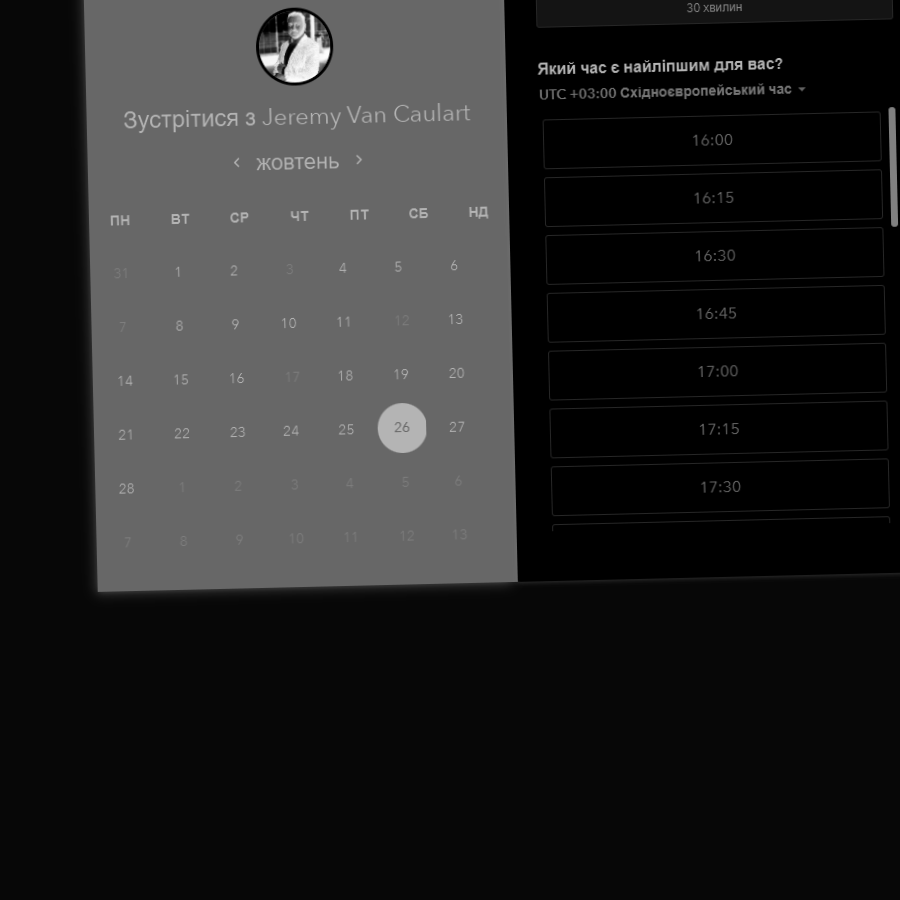 Зустрітися з Jeremy Van Caulart
жовтень
ПН ВТ СР ЧТ ПТ СБ НД
31 1 2 3 4 5 6
7 8 9 10 11 12 13
14 15 16 17 18 19 20
21 22 23 24 25 26 27
28 1 2 3 4 5 6
7 8 9 10 11 12 13
30 хвилин
Який час є найліпшим для вас?
UTC +03:00 Східноєвропейський час
16:00
16:15
16:30
16:45
17:00
17:15
17:30